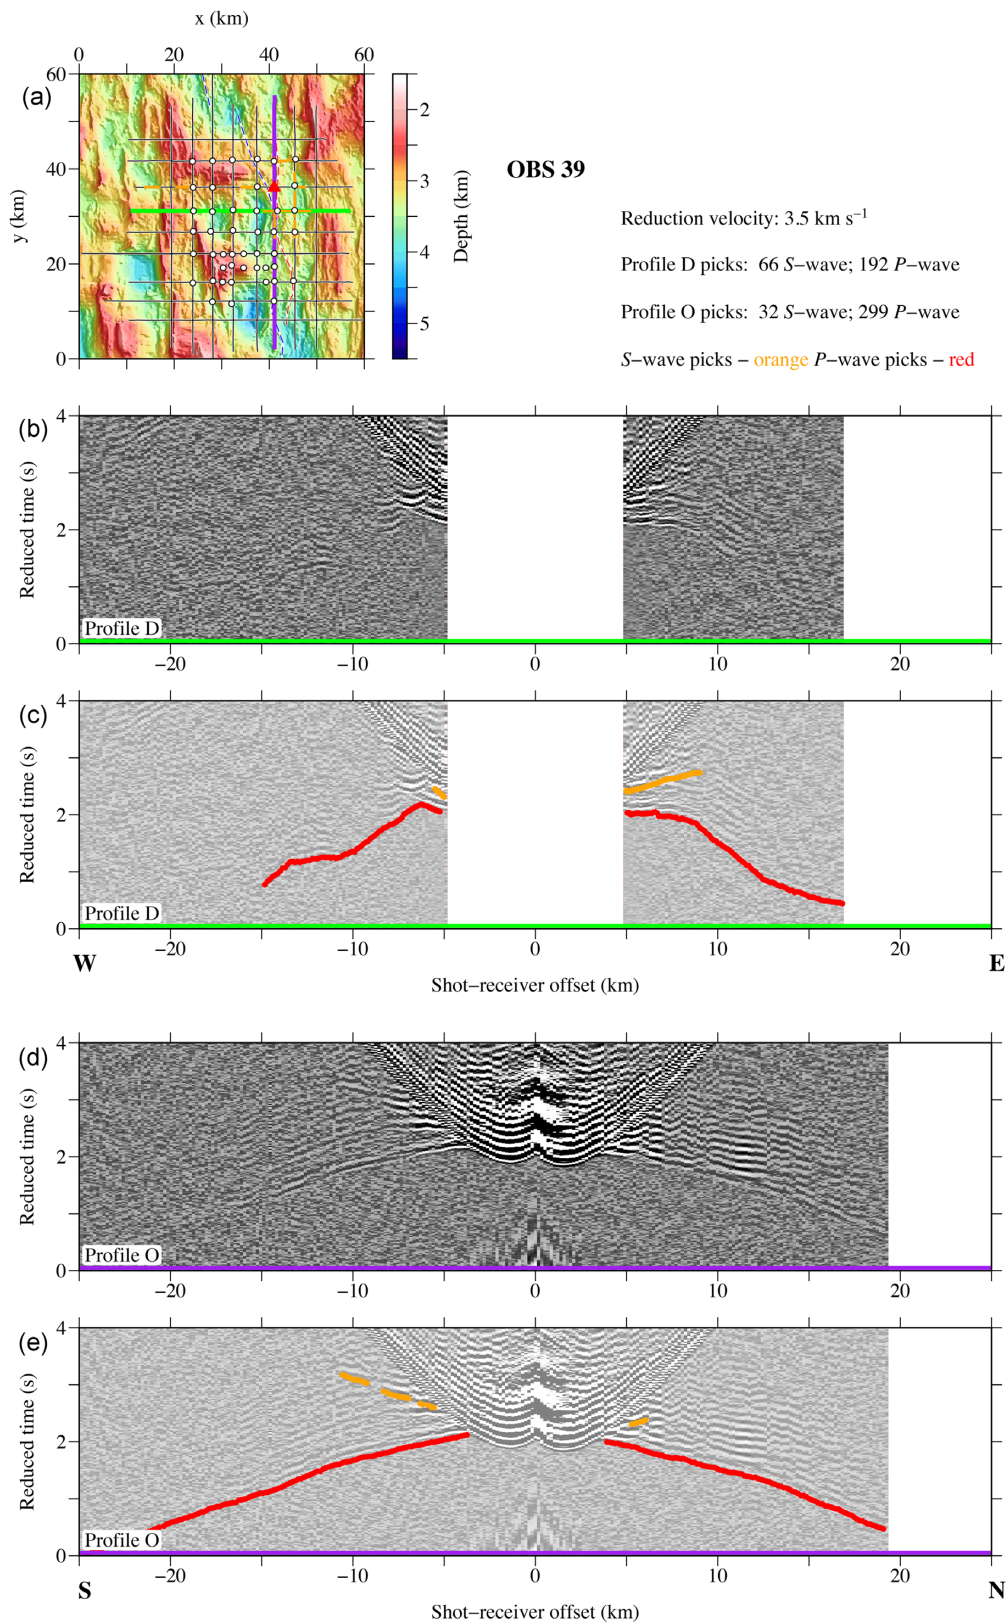 x (km)
0 20 40 60
(a)
60
40
20
0
y (km)
2
3
4
5
Depth (km)
OBS 39
Reduction velocity: 3.5 km s⁻¹
Profile D picks: 66 S−wave; 192 P−wave
Profile O picks: 32 S−wave; 299 P−wave
S−wave picks − orange P−wave picks − red
(b)
4
2
0
Reduced time (s)
Profile D
−20 −10 0 10 20
(c)
4
2
0
Reduced time (s)
Profile D
−20 −10 0 10 20
W E
Shot−receiver offset (km)
(d)
4
2
0
Reduced time (s)
Profile O
−20 −10 0 10 20
(e)
4
2
0
Reduced time (s)
Profile O
−20 −10 0 10 20
S N
Shot−receiver offset (km)